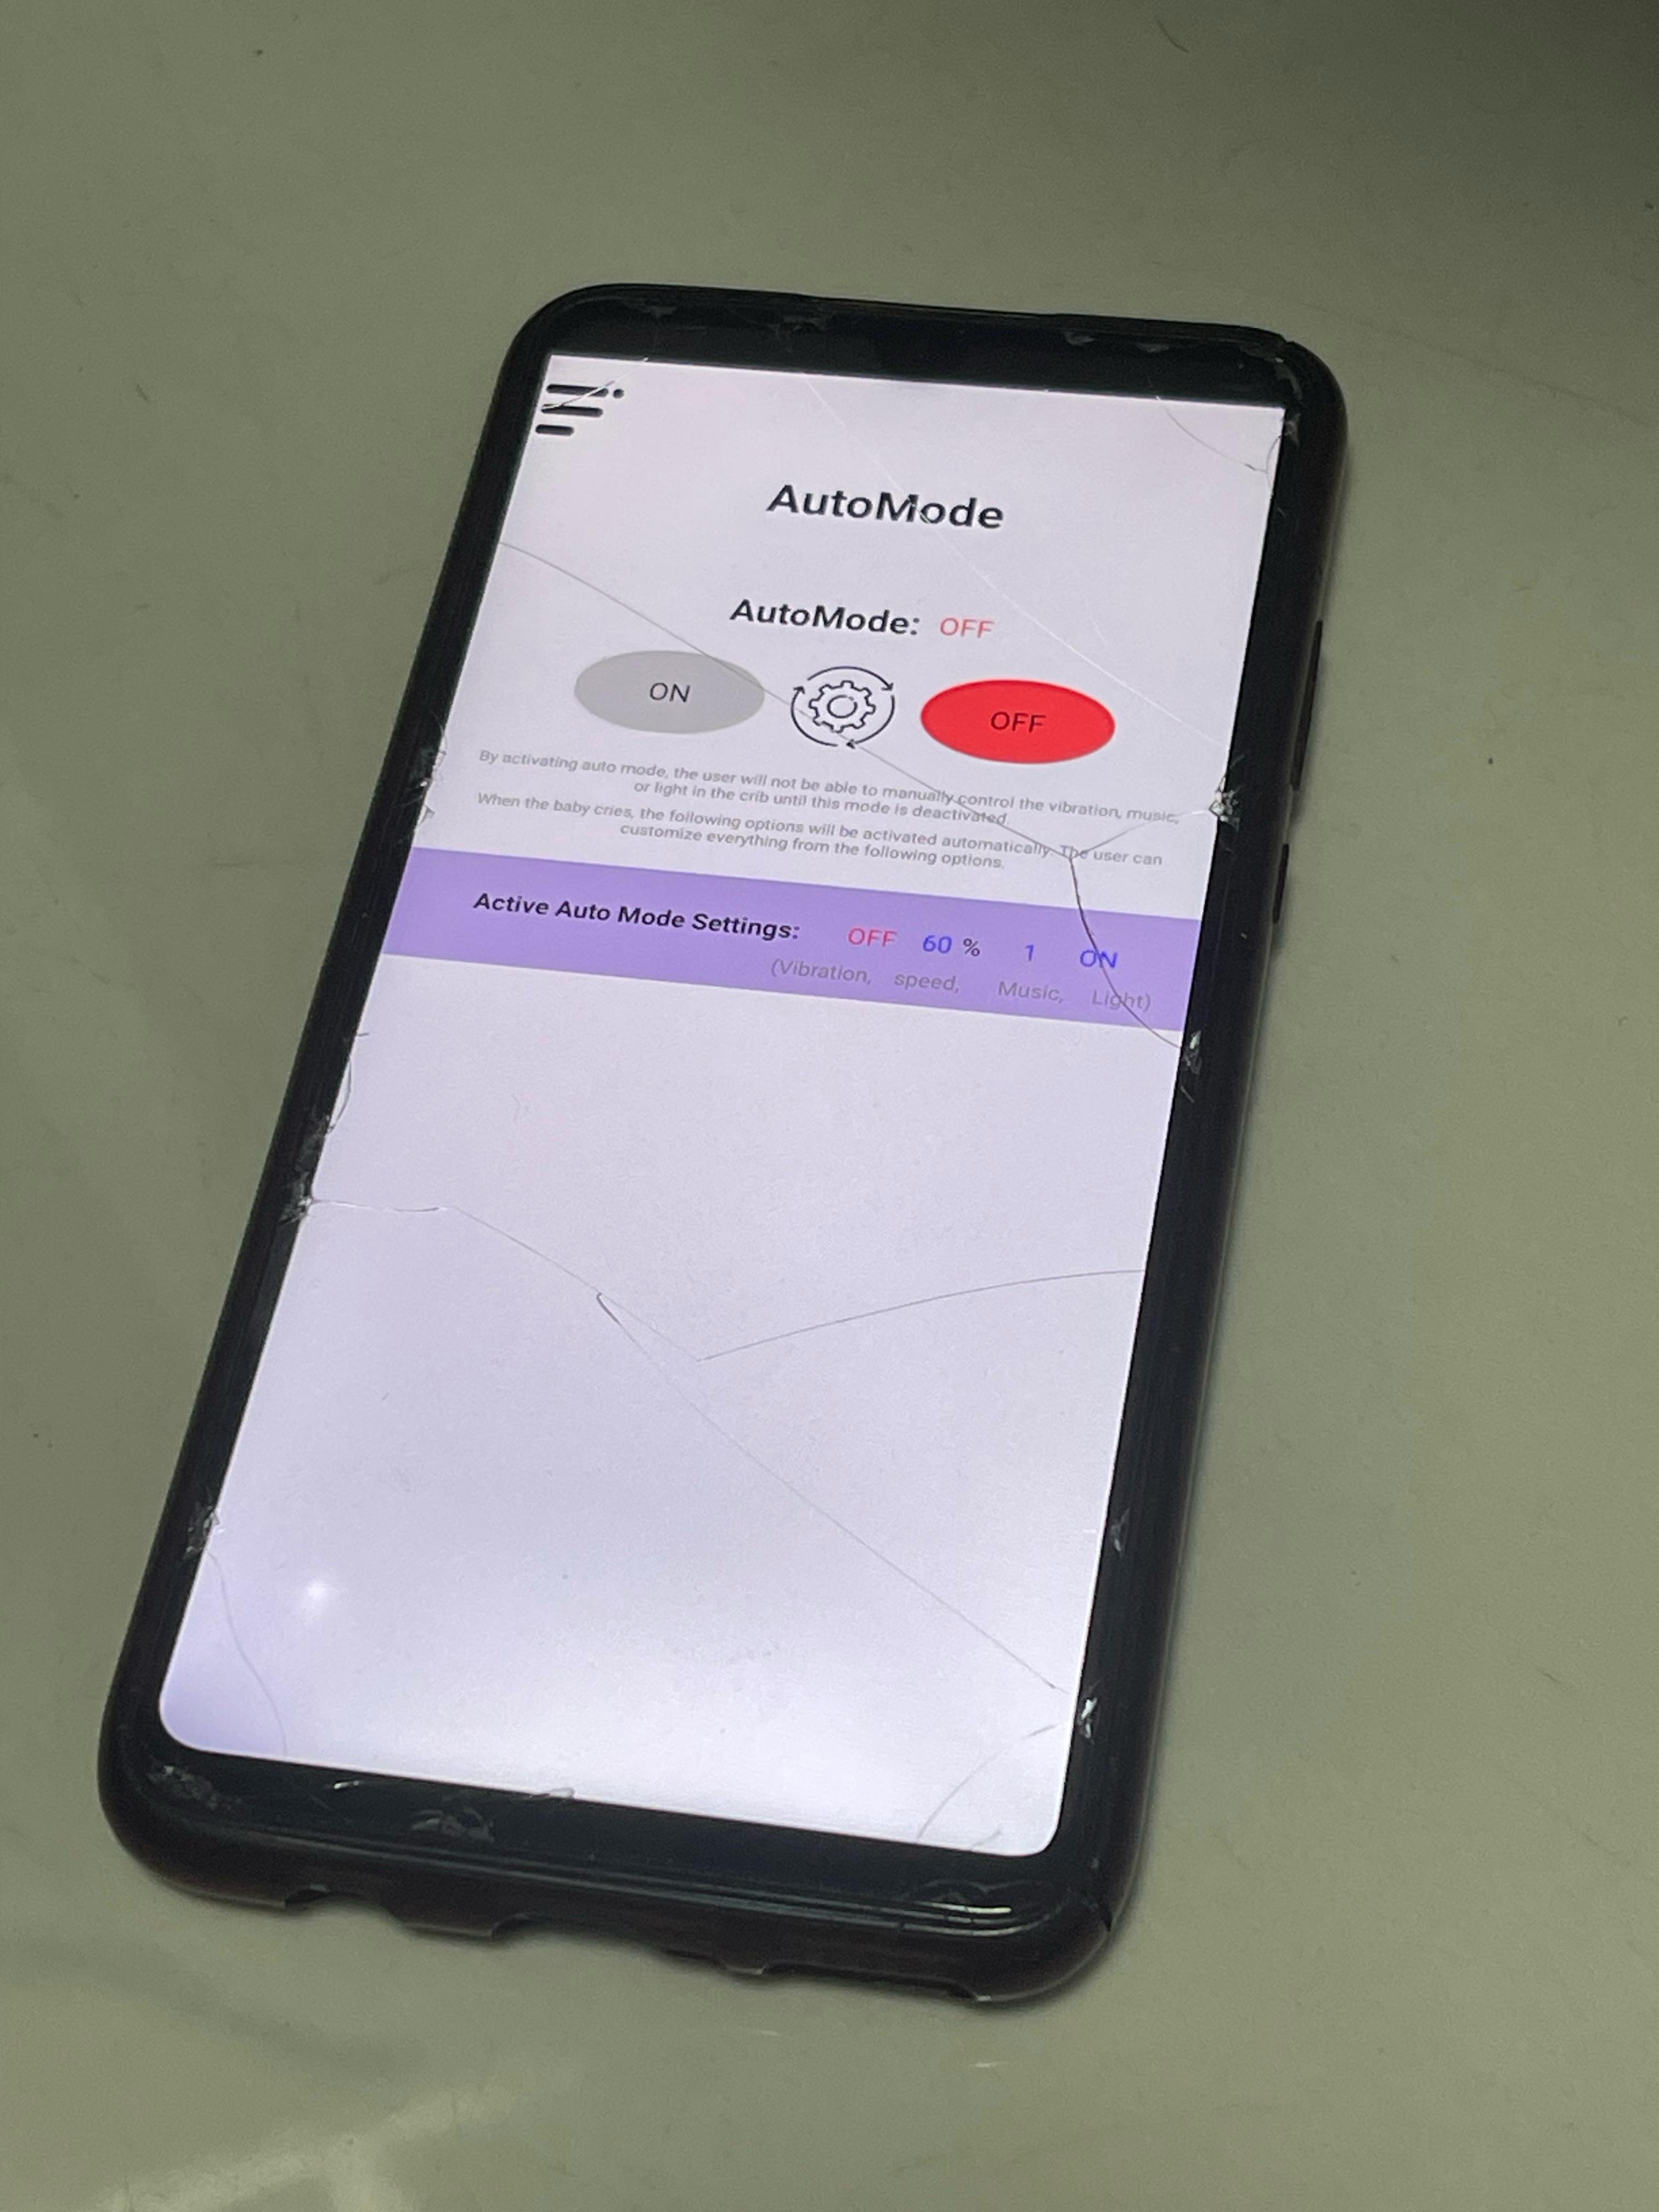 AutoMode
AutoMode: OFF
ON OFF
By activating auto mode, the user will not be able to manually control the vibration, music,
or light in the crib until this mode is deactivated.
When the baby cries, the following options will be activated automatically. The user can
customize everything from the following options.
Active Auto Mode Settings: OFF 60 % 1 ON
(Vibration, speed, Music, Light)